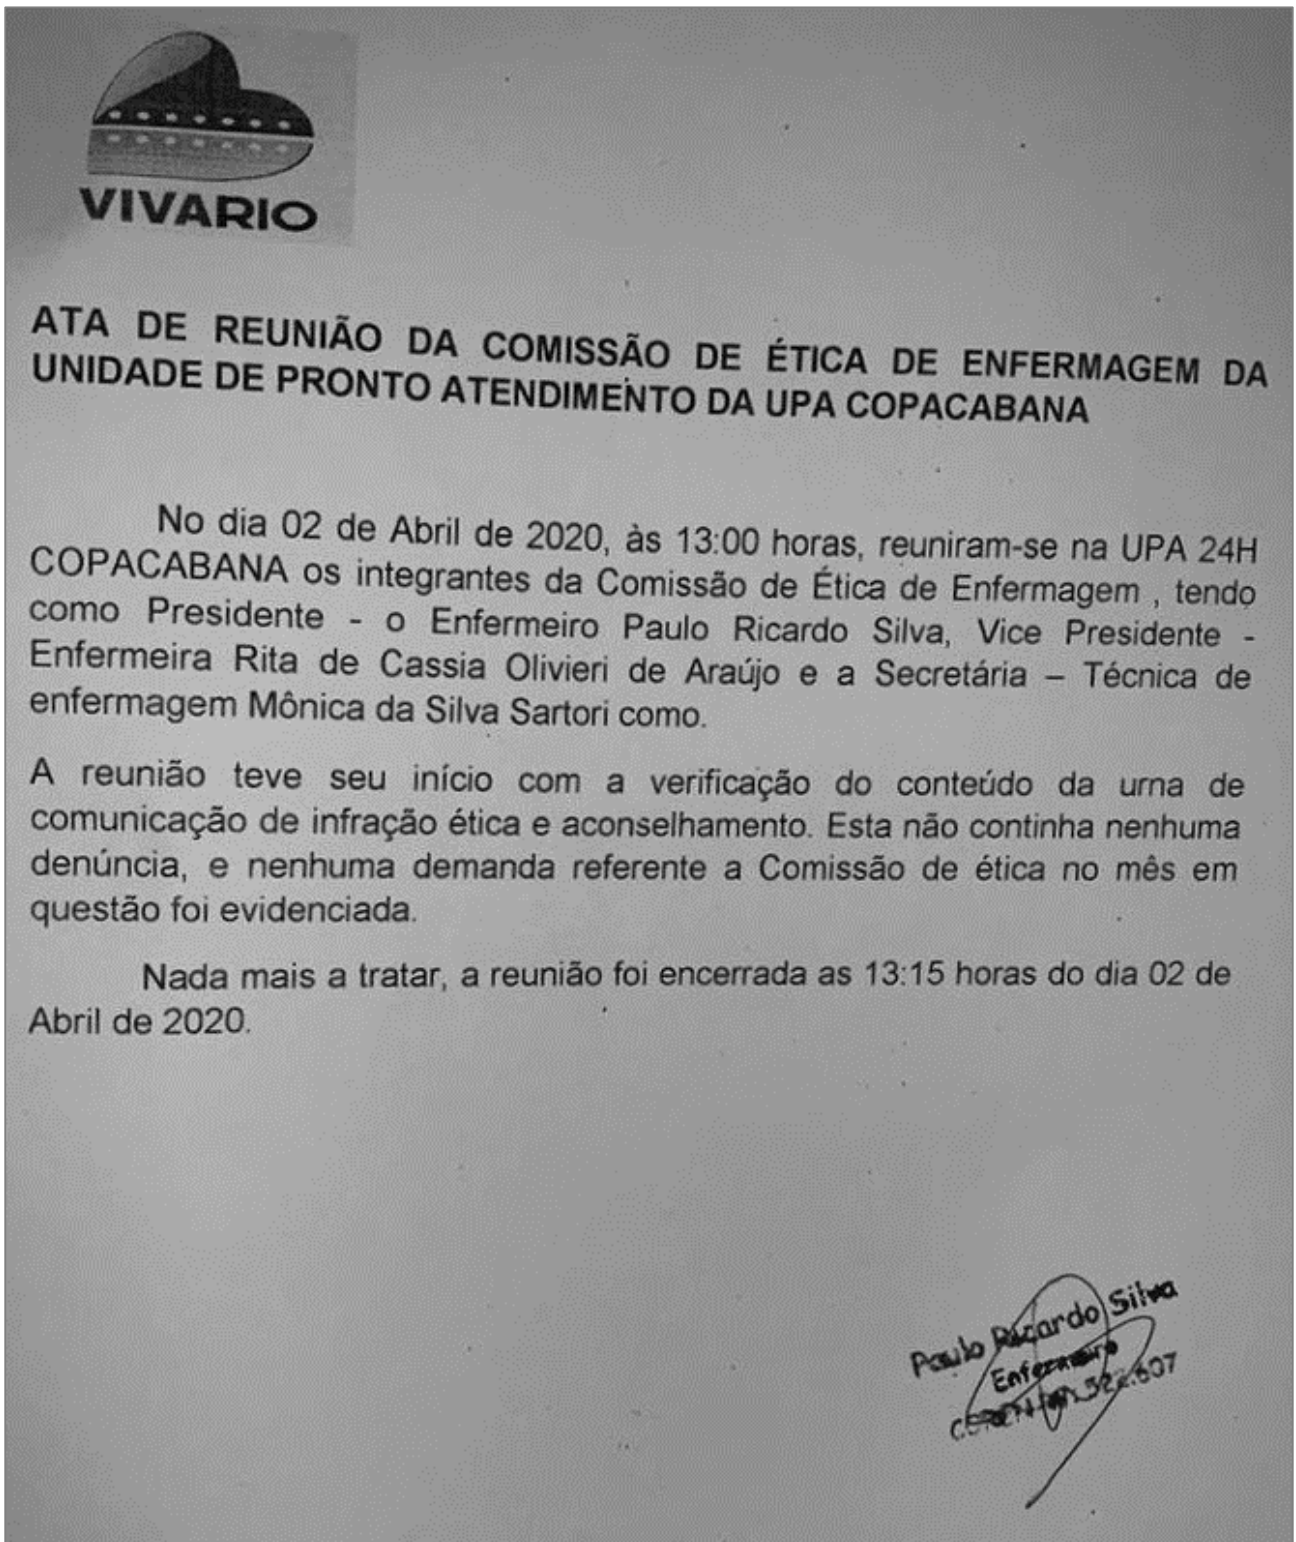 VIVARIO
ATA DE REUNIÃO DA COMISSÃO DE ÉTICA DE ENFERMAGEM DA
UNIDADE DE PRONTO ATENDIMENTO DA UPA COPACABANA
No dia 02 de Abril de 2020, às 13:00 horas, reuniram-se na UPA 24H
COPACABANA os integrantes da Comissão de Ética de Enfermagem , tendo
como Presidente - o Enfermeiro Paulo Ricardo Silva, Vice Presidente -
Enfermeira Rita de Cassia Olivieri de Araújo e a Secretária – Técnica de
enfermagem Mônica da Silva Sartori como.
A reunião teve seu início com a verificação do conteúdo da urna de
comunicação de infração ética e aconselhamento. Esta não continha nenhuma
denúncia, e nenhuma demanda referente a Comissão de ética no mês em
questão foi evidenciada.
Nada mais a tratar, a reunião foi encerrada as 13:15 horas do dia 02 de
Abril de 2020.
Paulo Ricardo Silva
Enfermeiro